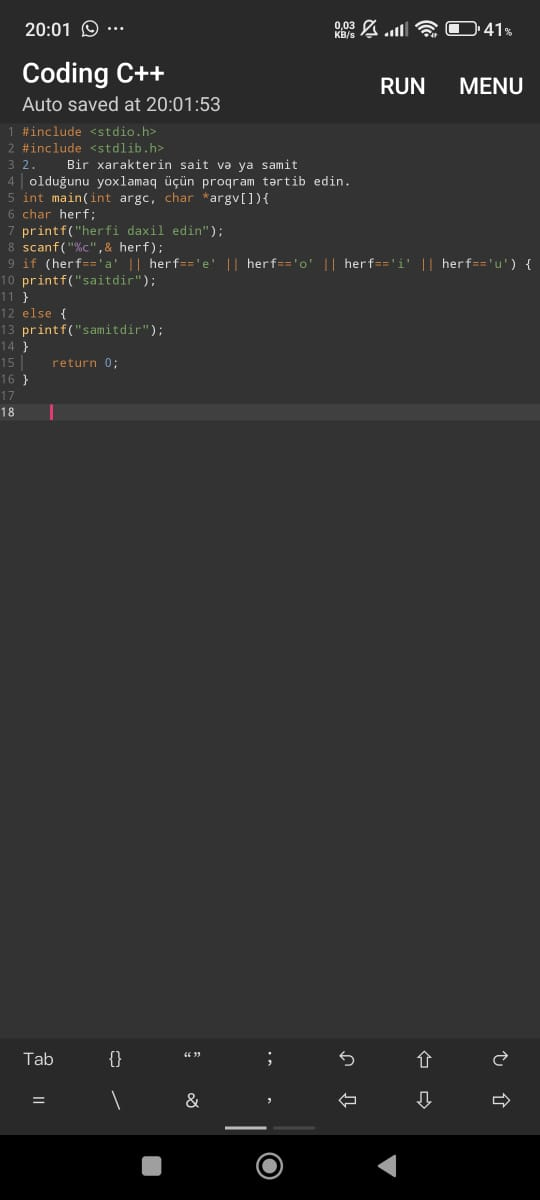 20:01 ... 0,03 KB/s 41%
Coding C++
RUN MENU
Auto saved at 20:01:53
1 #include <stdio.h>
2 #include <stdlib.h>
3 2.    Bir xarakterin sait və ya samit
4 olduğunu yoxlamaq üçün proqram tərtib edin.
5 int main(int argc, char *argv[]){
6 char herf;
7 printf("herfi daxil edin");
8 scanf("%c",& herf);
9 if (herf=='a' || herf=='e' || herf=='o' || herf=='i' || herf=='u') {
10 printf("saitdir");
11 }
12 else {
13 printf("samitdir");
14 }
15     return 0;
16 }
17
18
Tab {} “” ;
= \ & ,